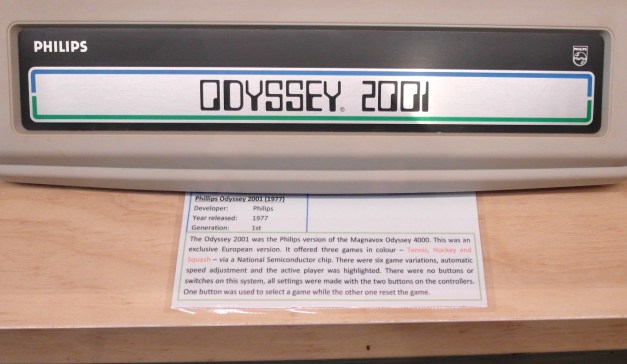 PHILIPS
PHILIPS
ODYSSEY 2001
Phillips Odyssey 2001 (1977)
Developer: Philips
Year released: 1977
Generation: 1st
The Odyssey 2001 was the Philips version of the Magnavox Odyssey 4000. This was an
exclusive European version. It offered three games in colour – Tennis, Hockey and
Squash – via a National Semiconductor chip. There were six game variations, automatic
speed adjustment and the active player was highlighted. There were no buttons or
switches on this system, all settings were made with the two buttons on the controllers.
One button was used to select a game while the other one reset the game.